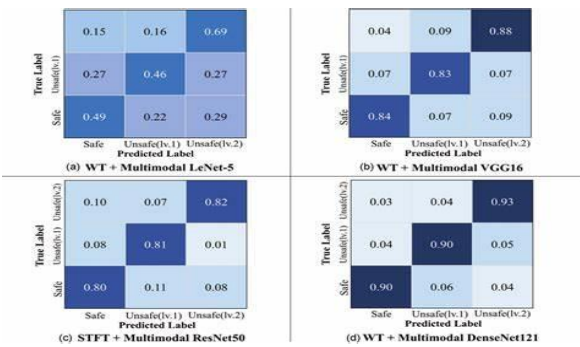 True Label
Unsafe(lv.2)
0.15 0.16 0.69
Unsafe(lv.1)
0.27 0.46 0.27
Safe
0.49 0.22 0.29
Safe Unsafe(lv.1) Unsafe(lv.2)
Predicted Label
(a) WT + Multimodal LeNet-5
True Label
Unsafe(lv.2)
0.04 0.09 0.88
Unsafe(lv.1)
0.07 0.83 0.07
Safe
0.84 0.07 0.09
Safe Unsafe(lv.1) Unsafe(lv.2)
Predicted Label
(b) WT + Multimodal VGG16
True Label
Unsafe(lv.2)
0.10 0.07 0.82
Unsafe(lv.1)
0.08 0.81 0.01
Safe
0.80 0.11 0.08
Safe Unsafe(lv.1) Unsafe(lv.2)
Predicted Label
(c) STFT + Multimodal ResNet50
True Label
Unsafe(lv.2)
0.03 0.04 0.93
Unsafe(lv.1)
0.04 0.90 0.05
Safe
0.90 0.06 0.04
Safe Unsafe(lv.1) Unsafe(lv.2)
Predicted Label
(d) WT + Multimodal DenseNet121